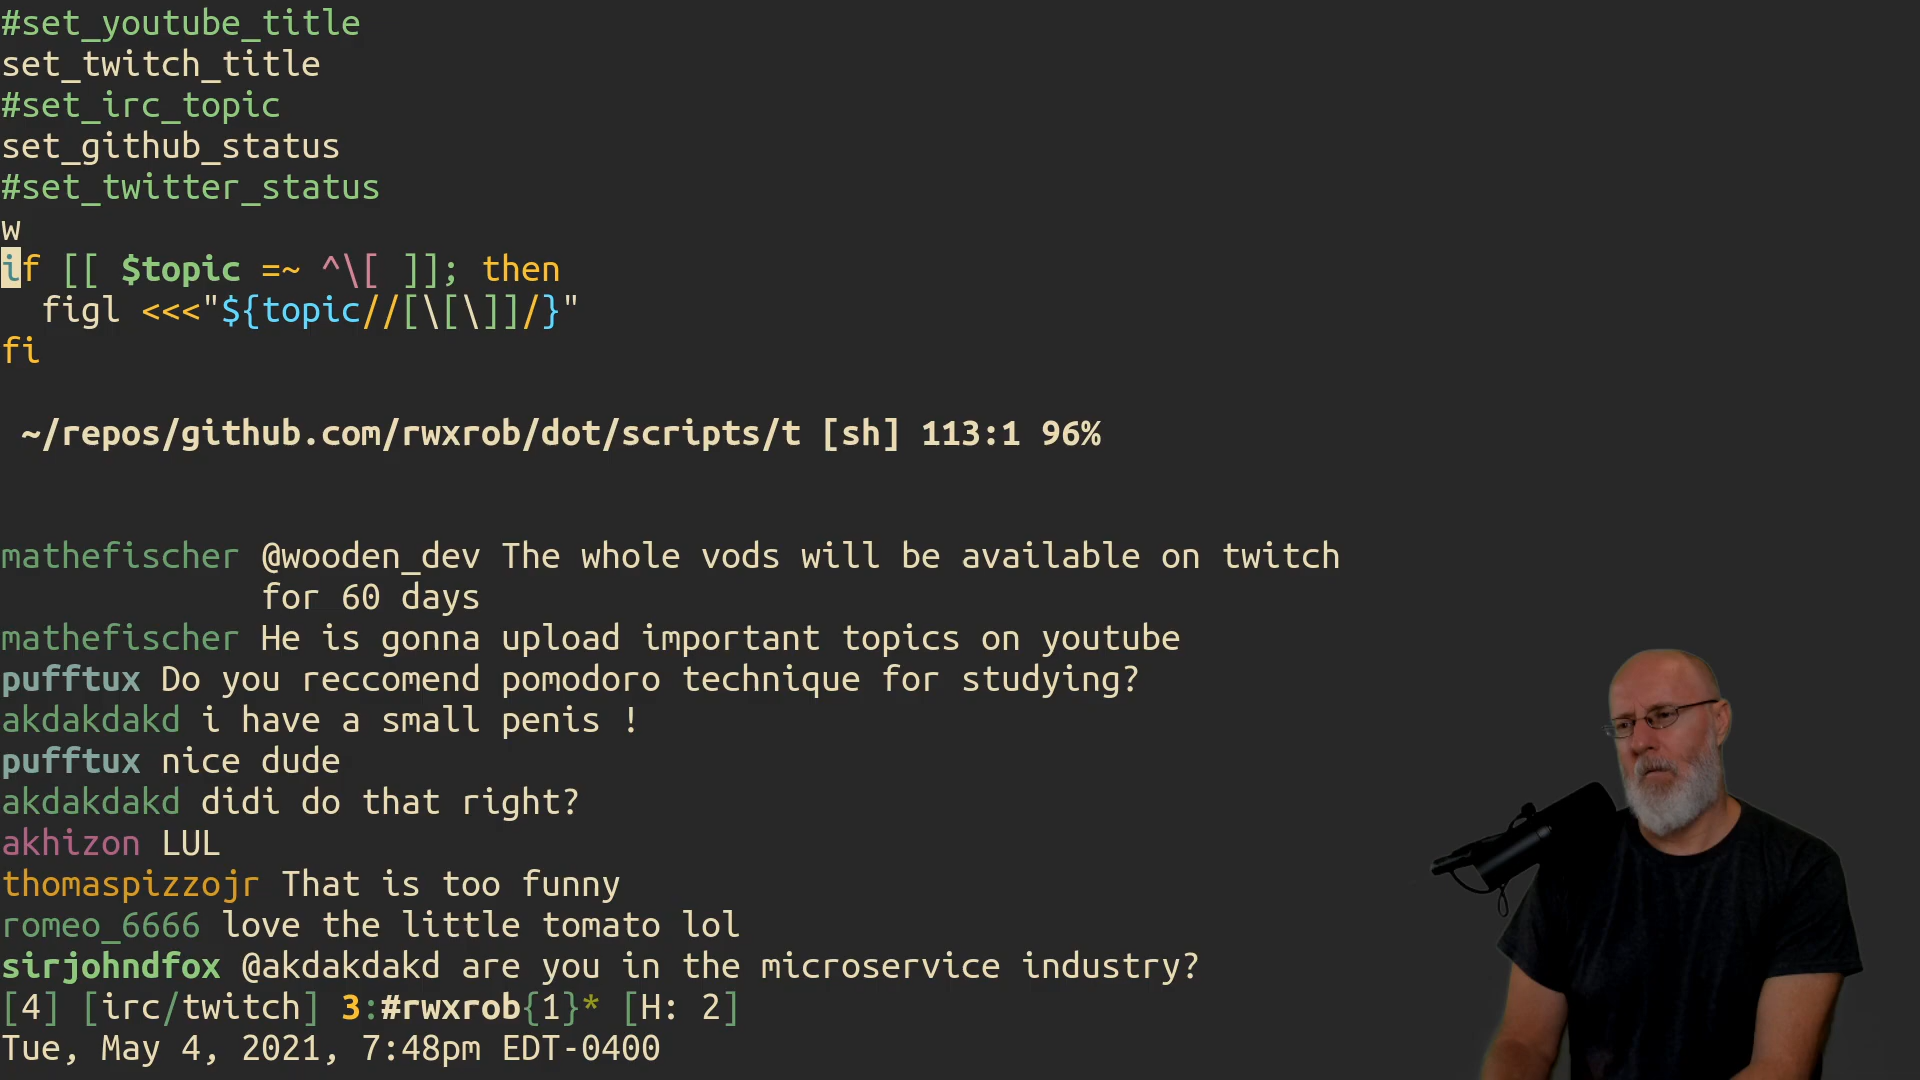 #set_youtube_title
set_twitch_title
#set_irc_topic
set_github_status
#set_twitter_status
w
if [[ $topic =~ ^\[ ]]; then
  figl <<<"${topic//[\[\]]/}"
fi
~/repos/github.com/rwxrob/dot/scripts/t [sh] 113:1 96%
mathefischer @wooden_dev The whole vods will be available on twitch
for 60 days
mathefischer He is gonna upload important topics on youtube
pufftux Do you reccomend pomodoro technique for studying?
akdakdakd i have a small penis !
pufftux nice dude
akdakdakd didi do that right?
akhizon LUL
thomaspizzojr That is too funny
romeo_6666 love the little tomato lol
sirjohndfox @akdakdakd are you in the microservice industry?
[4] [irc/twitch] 3:#rwxrob{1}* [H: 2]
Tue, May 4, 2021, 7:48pm EDT-0400